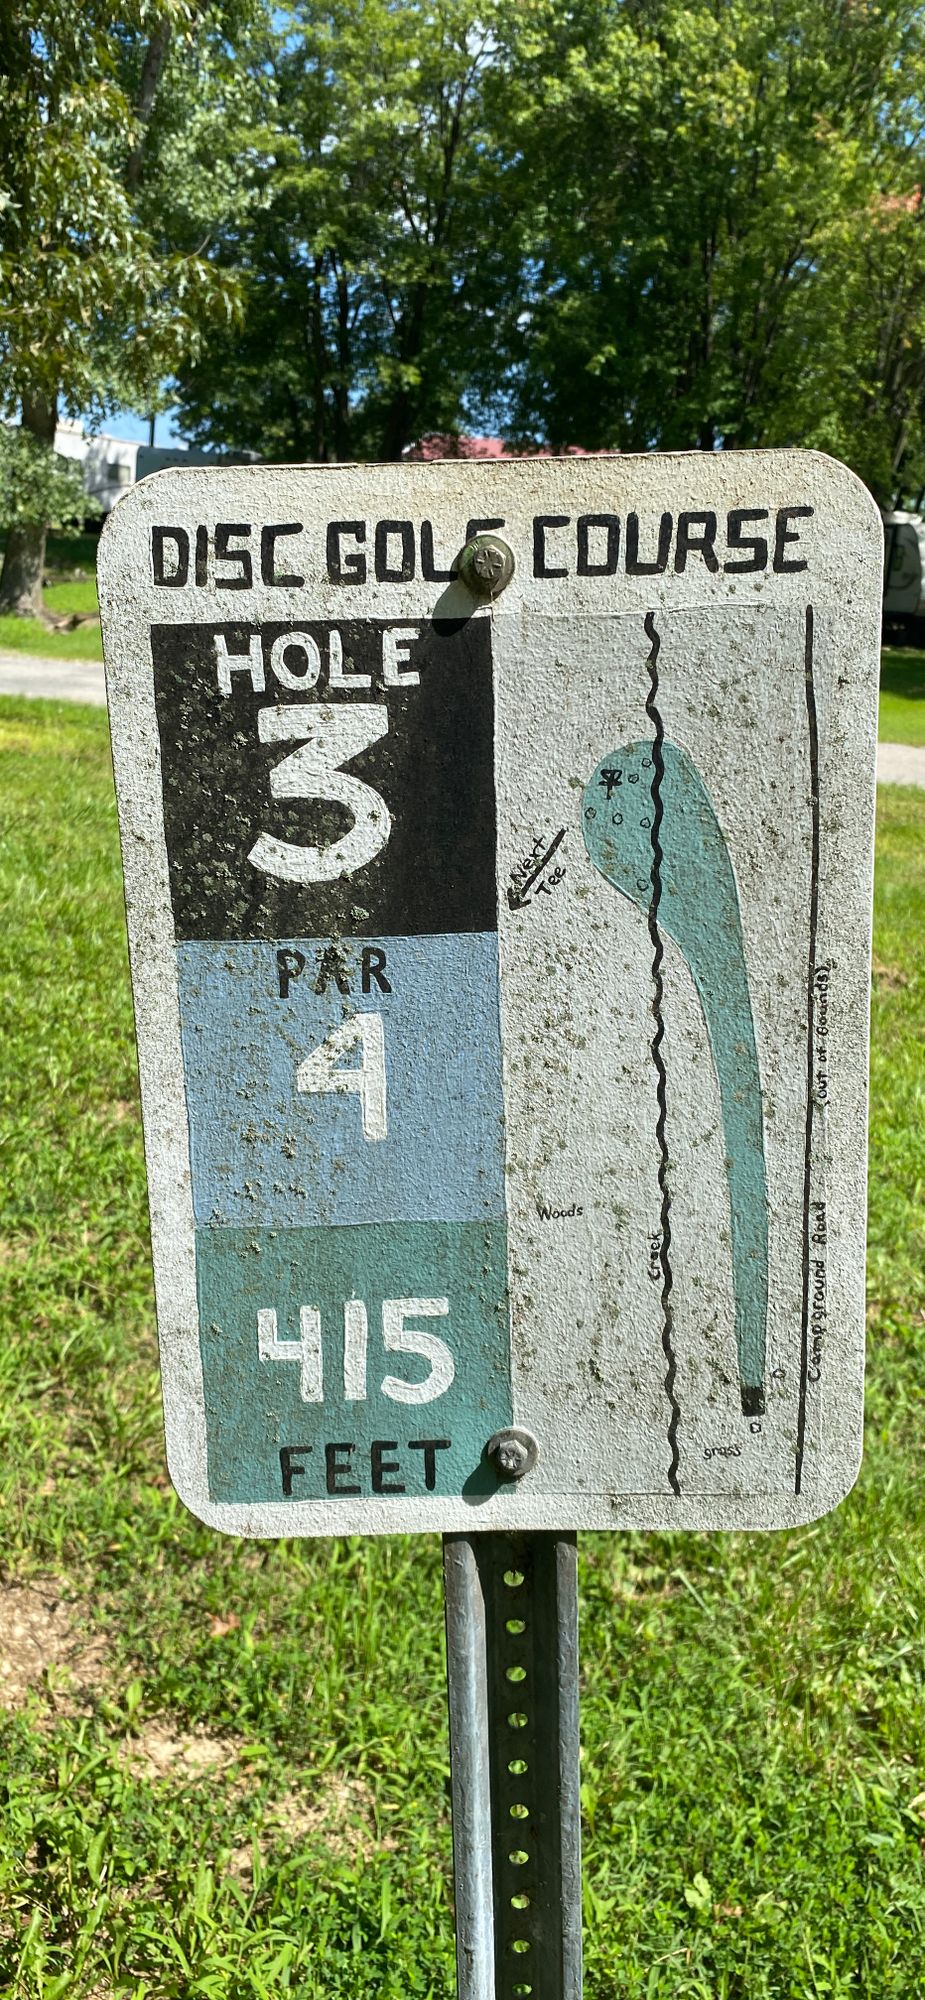 DISC GOLF COURSE
HOLE
3
PAR
4
415
FEET
Next
Tee
Woods
Creek
Campground Road (out of bounds)
grass